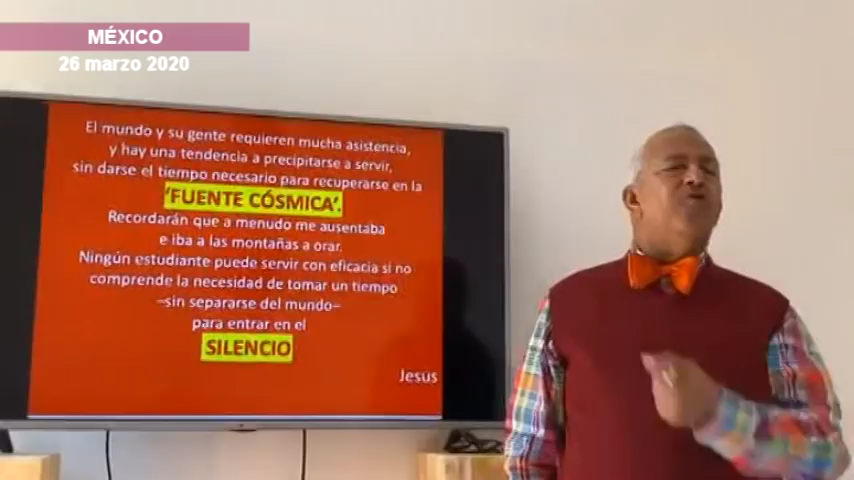 MÉXICO
26 marzo 2020
El mundo y su gente requieren mucha asistencia,
y hay una tendencia a precipitarse a servir,
sin darse el tiempo necesario para recuperarse en la
'FUENTE CÓSMICA'.
Recordarán que a menudo me ausentaba
e iba a las montañas a orar.
Ningún estudiante puede servir con eficacia si no
comprende la necesidad de tomar un tiempo
–sin separarse del mundo–
para entrar en el
SILENCIO
Jesús